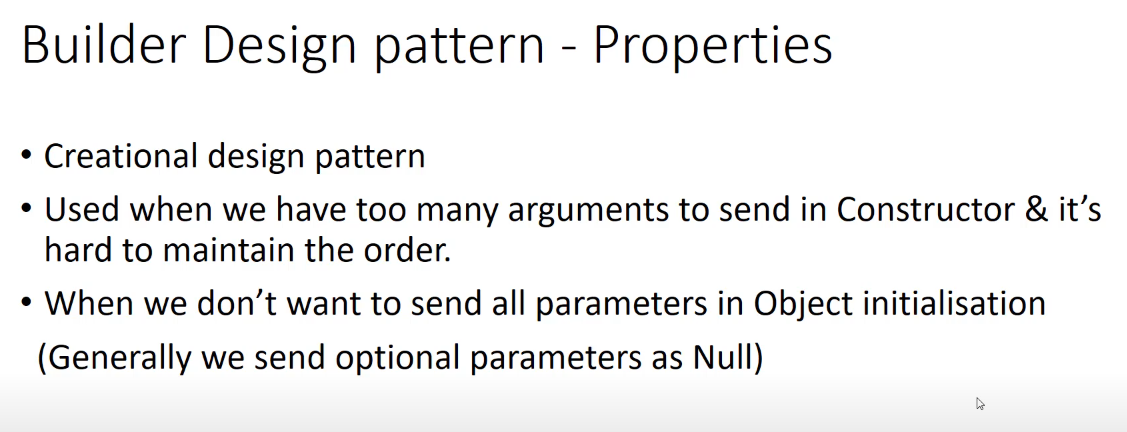 Builder Design pattern - Properties
• Creational design pattern
• Used when we have too many arguments to send in Constructor & it’s
hard to maintain the order.
• When we don’t want to send all parameters in Object initialisation
(Generally we send optional parameters as Null)